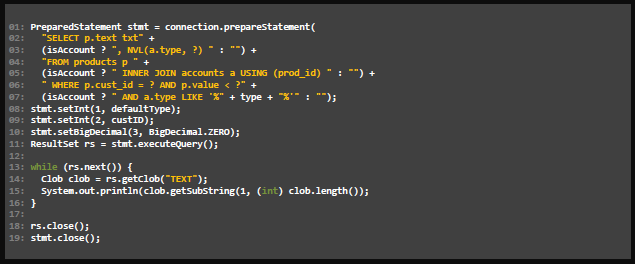 01: PreparedStatement stmt = connection.prepareStatement(
02:   "SELECT p.text txt" +
03:   (isAccount ? ", NVL(a.type, ?) " : "") +
04:   "FROM products p " +
05:   (isAccount ? " INNER JOIN accounts a USING (prod_id) " : "") +
06:   " WHERE p.cust_id = ? AND p.value < ?" +
07:   (isAccount ? " AND a.type LIKE '%" + type + "%'" : "");
08: stmt.setInt(1, defaultType);
09: stmt.setInt(2, custID);
10: stmt.setBigDecimal(3, BigDecimal.ZERO);
11: ResultSet rs = stmt.executeQuery();
12:
13: while (rs.next()) {
14:   Clob clob = rs.getClob("TEXT");
15:   System.out.println(clob.getSubString(1, (int) clob.length());
16: }
17:
18: rs.close();
19: stmt.close();